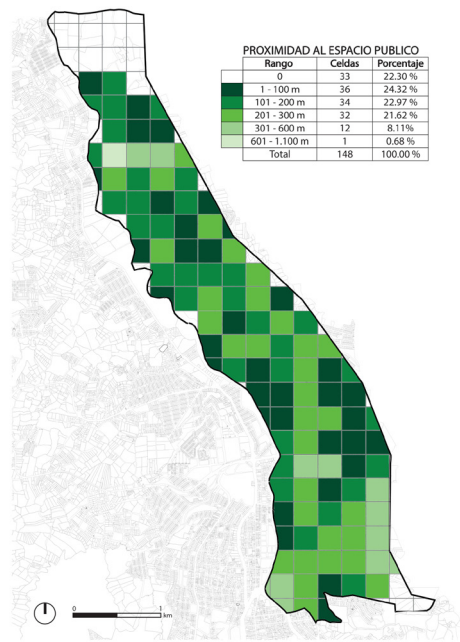 PROXIMIDAD AL ESPACIO PUBLICO
Rango Celdas Porcentaje
0 33 22.30 %
1 - 100 m 36 24.32 %
101 - 200 m 34 22.97 %
201 - 300 m 32 21.62 %
301 - 600 m 12 8.11%
601 - 1.100 m 1 0.68 %
Total 148 100.00 %
0 1
km